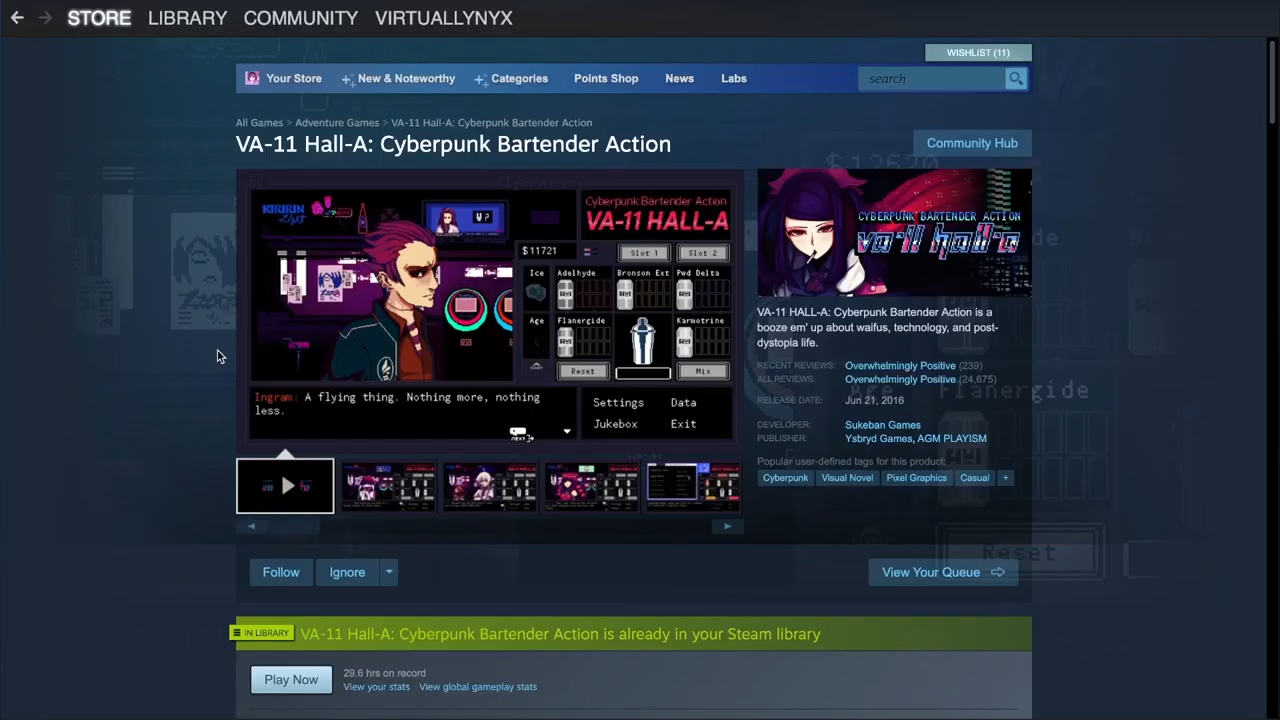 STORE LIBRARY COMMUNITY VIRTUALLYNYX
WISHLIST (11)
Your Store New & Noteworthy Categories Points Shop News Labs search
All Games > Adventure Games > VA-11 Hall-A: Cyberpunk Bartender Action
VA-11 Hall-A: Cyberpunk Bartender Action
Community Hub
$12620
KIRIRIN
Cyberpunk Bartender Action
VA-11 HALL-A
$11721 Slot 1 Slot 2
Ice Adelhyde Bronson Ext Pwd Delta
Age Flanergide Karmotrine
Reset Mix
Ingram: A flying thing. Nothing more, nothing
less.
NEXT
Settings Data
Jukebox Exit
CYBERPUNK BARTENDER ACTION
va-11 hall-a
VA-11 HALL-A: Cyberpunk Bartender Action is a
booze em' up about waifus, technology, and post-
dystopia life.
RECENT REVIEWS: Overwhelmingly Positive (239)
ALL REVIEWS: Overwhelmingly Positive (24,675)
RELEASE DATE: Jun 21, 2016
DEVELOPER: Sukeban Games
PUBLISHER: Ysbryd Games, AGM PLAYISM
Popular user-defined tags for this product:
Cyberpunk Visual Novel Pixel Graphics Casual +
Age Flanergide
Reset
Follow Ignore View Your Queue
IN LIBRARY VA-11 Hall-A: Cyberpunk Bartender Action is already in your Steam library
Play Now
29.6 hrs on record
View your stats View global gameplay stats